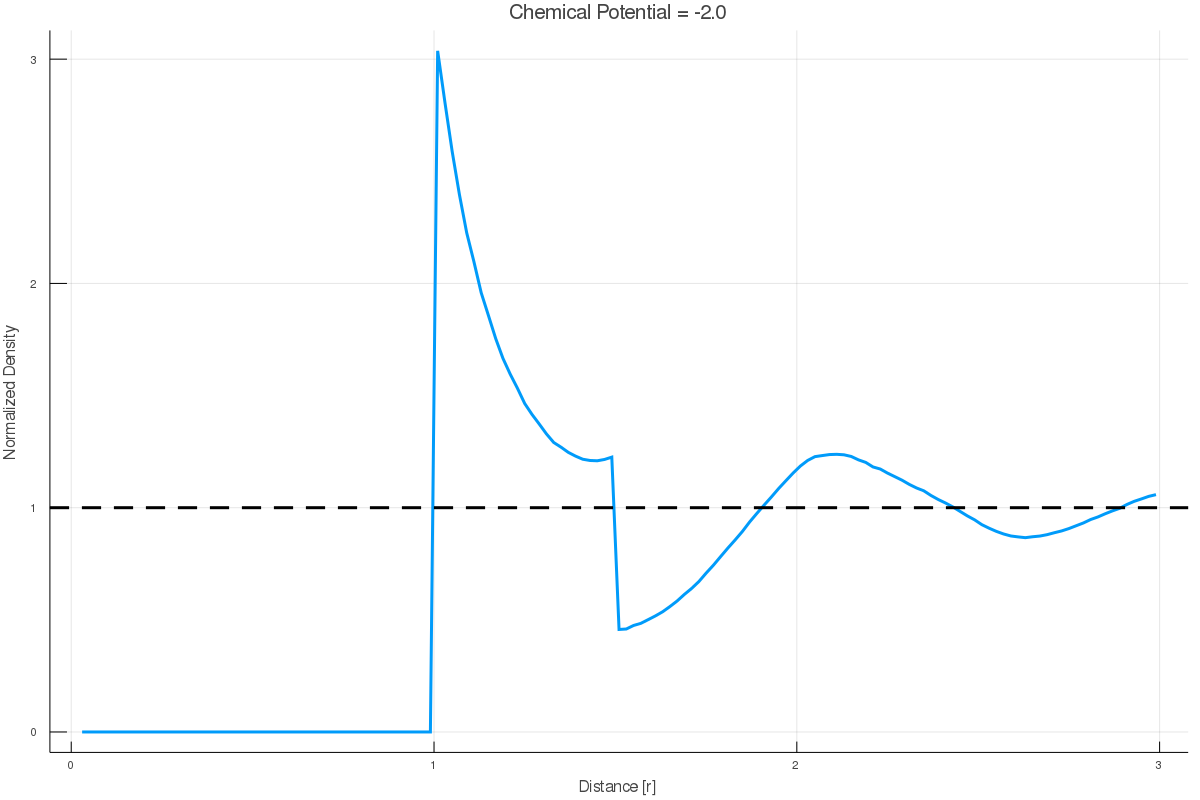 Chemical Potential = -2.0
Normalized Density
3
2
1
0
0
1
2
3
Distance [r]